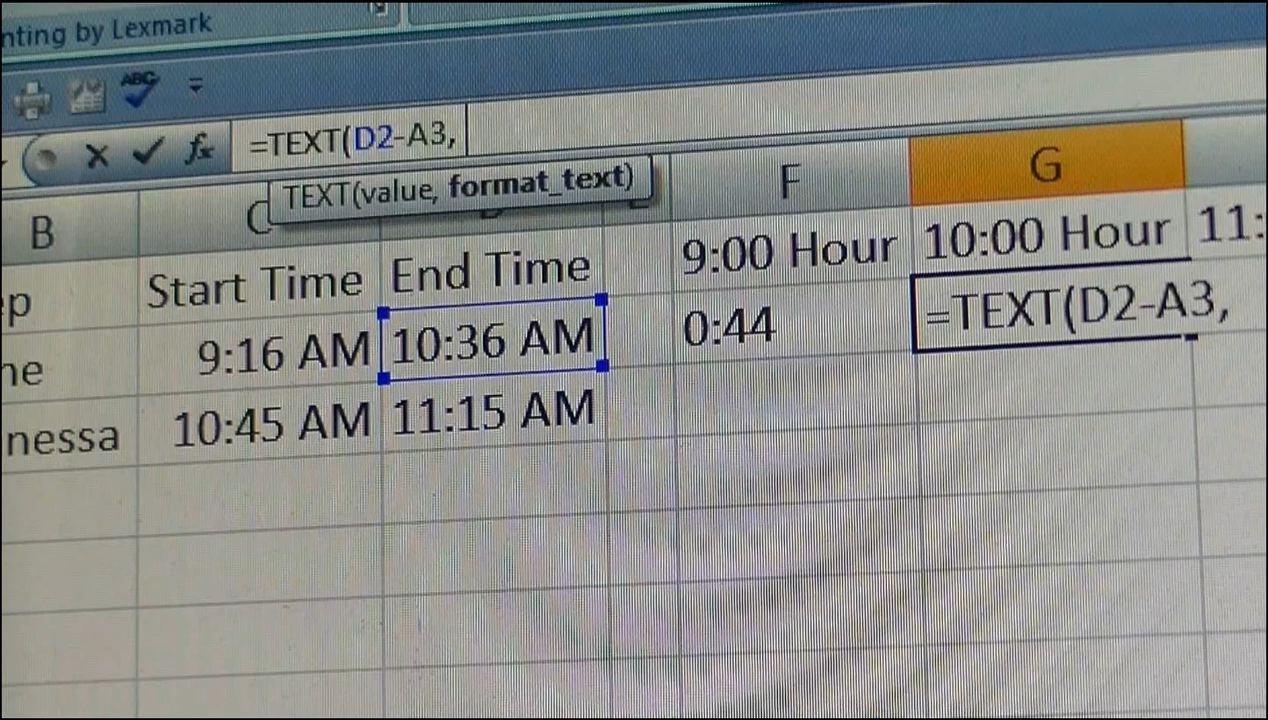 nting by Lexmark
ABC
fx =TEXT(D2-A3,
TEXT(value, format_text)
B C F G
p Start Time End Time 9:00 Hour 10:00 Hour 11:
ne 9:16 AM 10:36 AM 0:44 =TEXT(D2-A3,
nessa 10:45 AM 11:15 AM